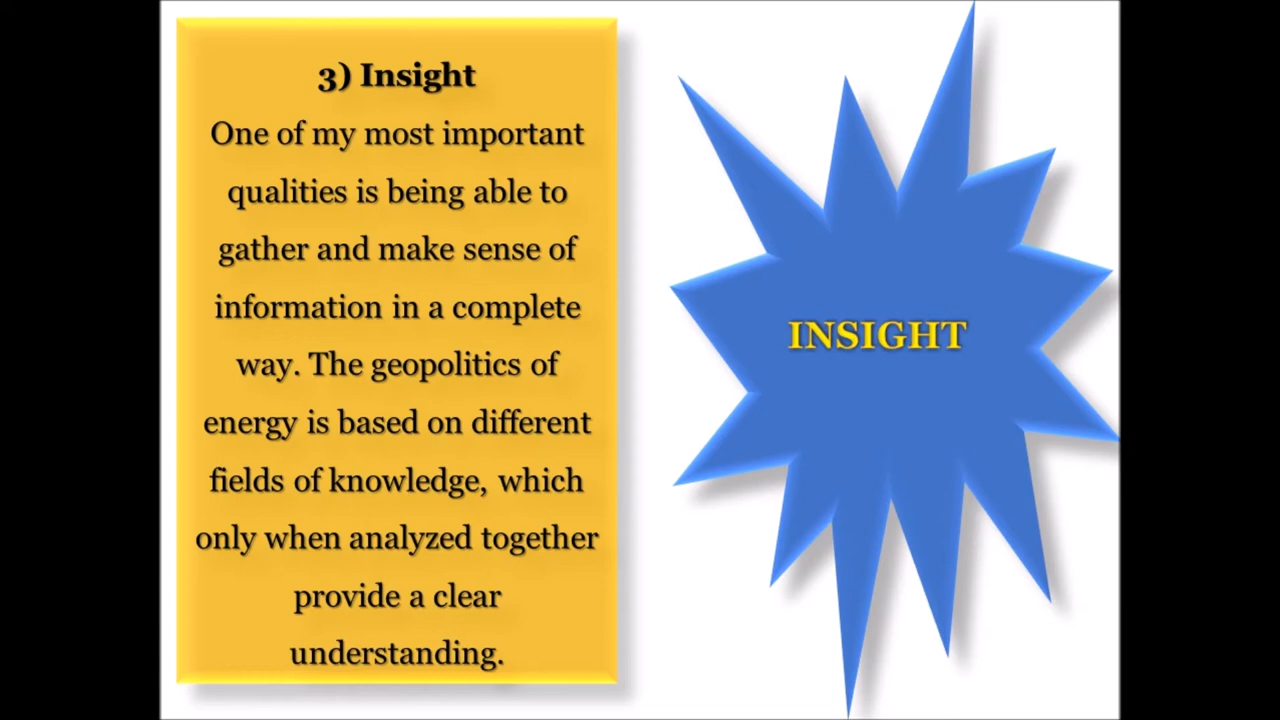 3) Insight
One of my most important
qualities is being able to
gather and make sense of
information in a complete
way. The geopolitics of
energy is based on different
fields of knowledge, which
only when analyzed together
provide a clear
understanding.
INSIGHT